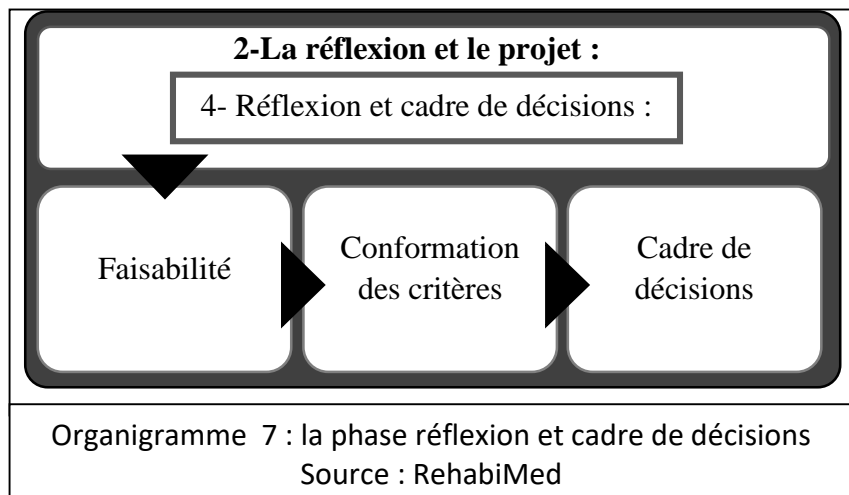 2-La réflexion et le projet :
4- Réflexion et cadre de décisions :
Faisabilité
Conformation
des critères
Cadre de
décisions
Organigramme 7 : la phase réflexion et cadre de décisions
Source : RehabiMed